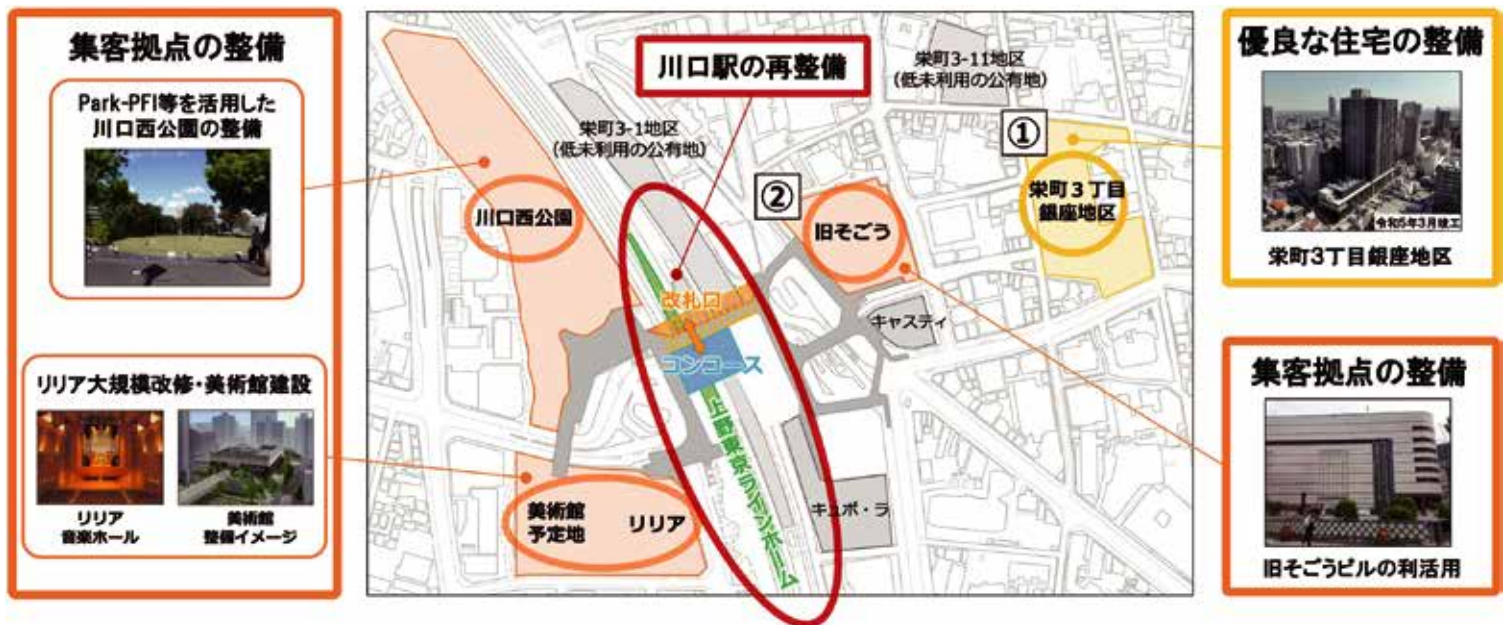 集客拠点の整備
Park-PFI等を活用した
川口西公園の整備
リリア大規模改修・美術館建設
リリア
音楽ホール
美術館
整備イメージ
川口駅の再整備
栄町3-11地区
(低未利用の公有地)
栄町3-1地区
(低未利用の公有地)
①
②
川口西公園
旧そごう
栄町3丁目
銀座地区
改札口
コンコース
キャスティ
上野東京ラインホーム
キュポ・ラ
美術館
予定地
リリア
優良な住宅の整備
令和5年3月竣工
栄町3丁目銀座地区
集客拠点の整備
旧そごうビルの利活用